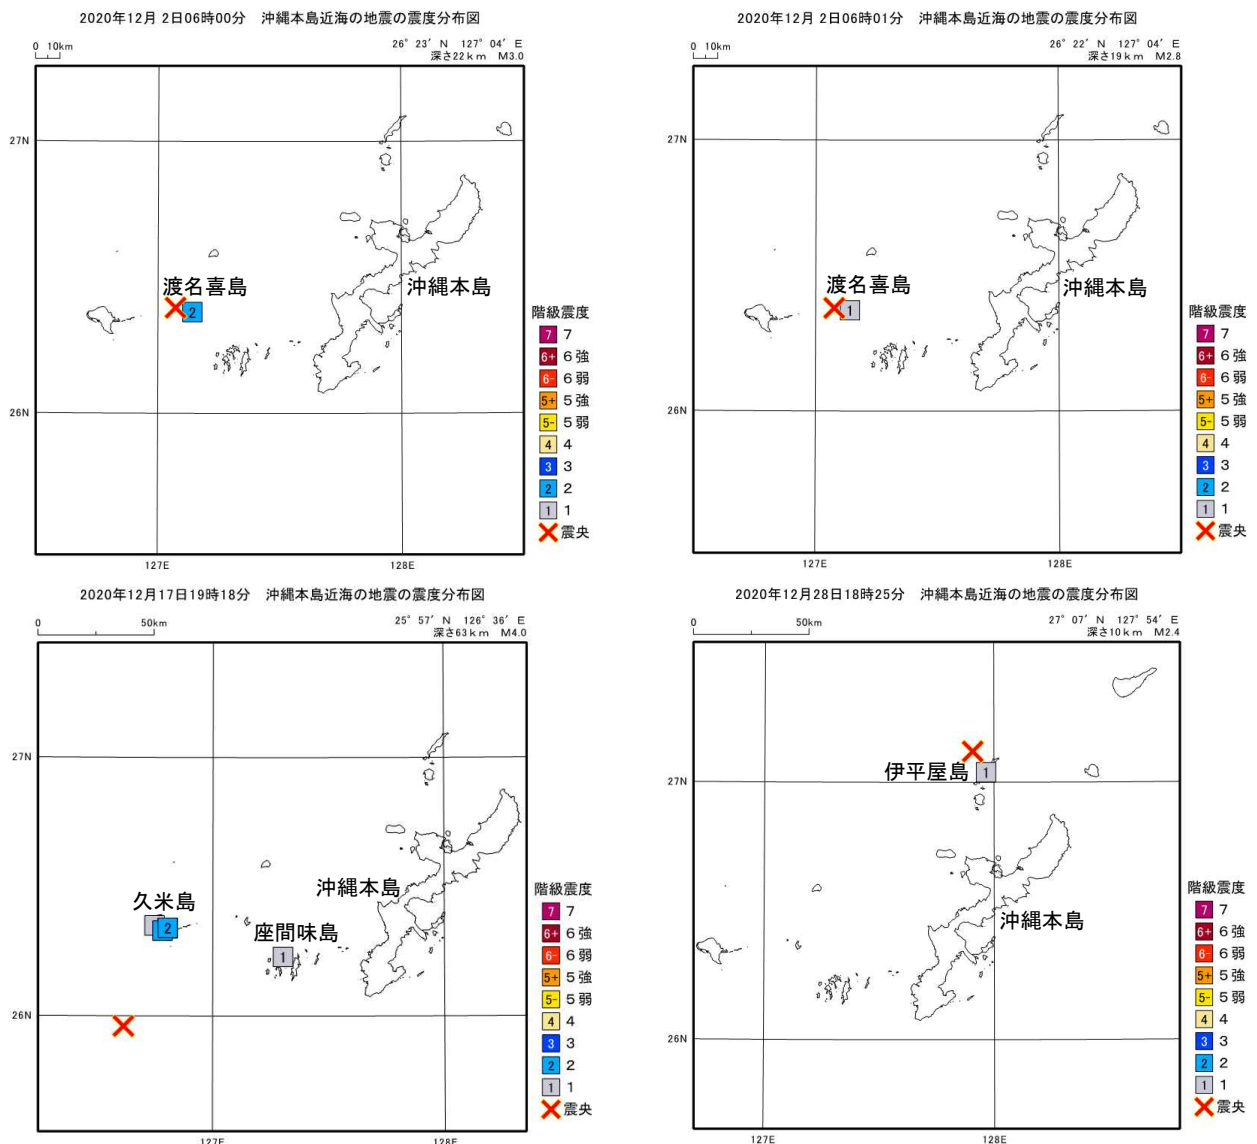 2020年12月 2日06時00分　沖縄本島近海の地震の震度分布図
0 10km
26° 23′ N 127° 04′ E
深さ22ｋｍ M3.0
27N
渡名喜島
沖縄本島
2
26N
127E
128E
階級震度
7 7
6+ 6強
6- 6弱
5+ 5強
5- 5弱
4 4
3 3
2 2
1 1
震央
2020年12月 2日06時01分　沖縄本島近海の地震の震度分布図
0 10km
26° 22′ N 127° 04′ E
深さ19ｋｍ M2.8
27N
渡名喜島
沖縄本島
1
26N
127E
128E
階級震度
7 7
6+ 6強
6- 6弱
5+ 5強
5- 5弱
4 4
3 3
2 2
1 1
震央
2020年12月17日19時18分　沖縄本島近海の地震の震度分布図
0 50km
25° 57′ N 126° 36′ E
深さ63ｋｍ M4.0
27N
沖縄本島
久米島
2
座間味島
1
26N
127E
128E
階級震度
7 7
6+ 6強
6- 6弱
5+ 5強
5- 5弱
4 4
3 3
2 2
1 1
震央
2020年12月28日18時25分　沖縄本島近海の地震の震度分布図
0 50km
27° 07′ N 127° 54′ E
深さ10ｋｍ M2.4
伊平屋島
1
27N
沖縄本島
26N
127E
128E
階級震度
7 7
6+ 6強
6- 6弱
5+ 5強
5- 5弱
4 4
3 3
2 2
1 1
震央